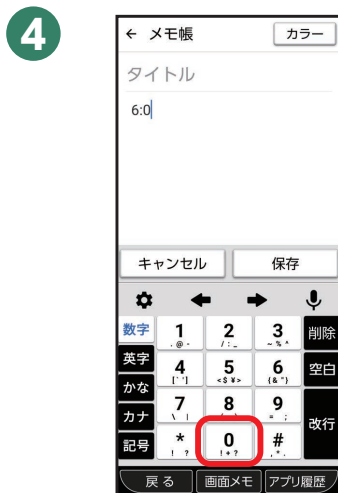 4
← メモ帳 カラー
タイトル
6:0
キャンセル 保存
数字 1 2 3 削除
. @ - / : _ ~ % ^
英字 4 5 6 空白
[ ` ' ] < $ ¥ > { & " }
かな
7 8 9
カナ \ | = ; 改行
記号 * 0 #
! ? ! + ? , * .
戻る 画面メモ アプリ履歴